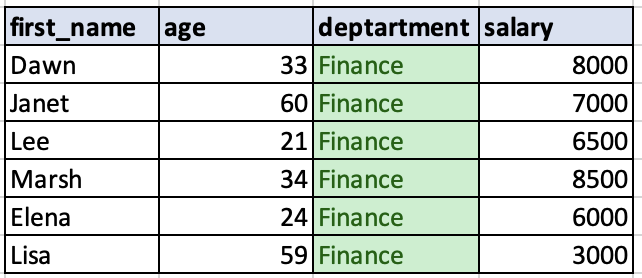 first_name age deptartment salary
Dawn 33 Finance 8000
Janet 60 Finance 7000
Lee 21 Finance 6500
Marsh 34 Finance 8500
Elena 24 Finance 6000
Lisa 59 Finance 3000